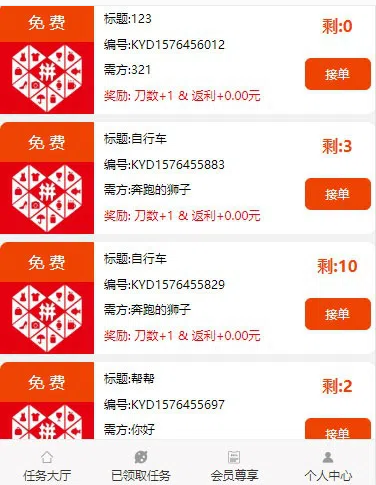 免费
标题:123
编号:KYD1576456012
需方:321
奖励: 刀数+1 & 返利+0.00元
剩:0
接单
拼
免费
标题:自行车
编号:KYD1576455883
需方:奔跑的狮子
奖励: 刀数+1 & 返利+0.00元
剩:3
接单
拼
免费
标题:自行车
编号:KYD1576455829
需方:奔跑的狮子
奖励: 刀数+1 & 返利+0.00元
剩:10
接单
拼
免费
标题:帮帮
编号:KYD1576455697
需方:你好
剩:2
接单
拼
任务大厅
已领取任务
会员尊享
个人中心